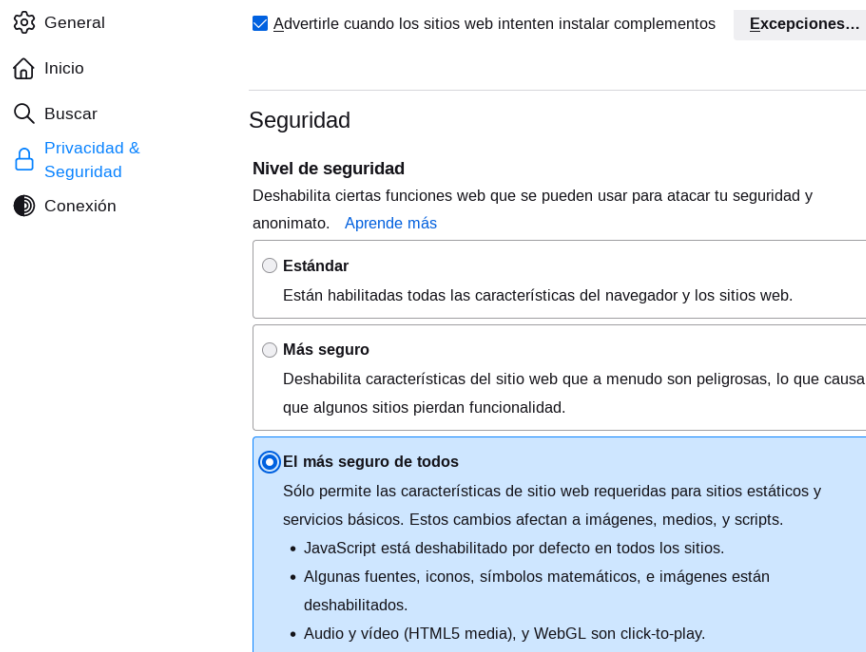 General
Inicio
Buscar
Privacidad &
Seguridad
Conexión
Advertirle cuando los sitios web intenten instalar complementos
Excepciones...
Seguridad
Nivel de seguridad
Deshabilita ciertas funciones web que se pueden usar para atacar tu seguridad y
anonimato. Aprende más
Estándar
Están habilitadas todas las características del navegador y los sitios web.
Más seguro
Deshabilita características del sitio web que a menudo son peligrosas, lo que causa
que algunos sitios pierdan funcionalidad.
El más seguro de todos
Sólo permite las características de sitio web requeridas para sitios estáticos y
servicios básicos. Estos cambios afectan a imágenes, medios, y scripts.
• JavaScript está deshabilitado por defecto en todos los sitios.
• Algunas fuentes, iconos, símbolos matemáticos, e imágenes están
deshabilitados.
• Audio y vídeo (HTML5 media), y WebGL son click-to-play.